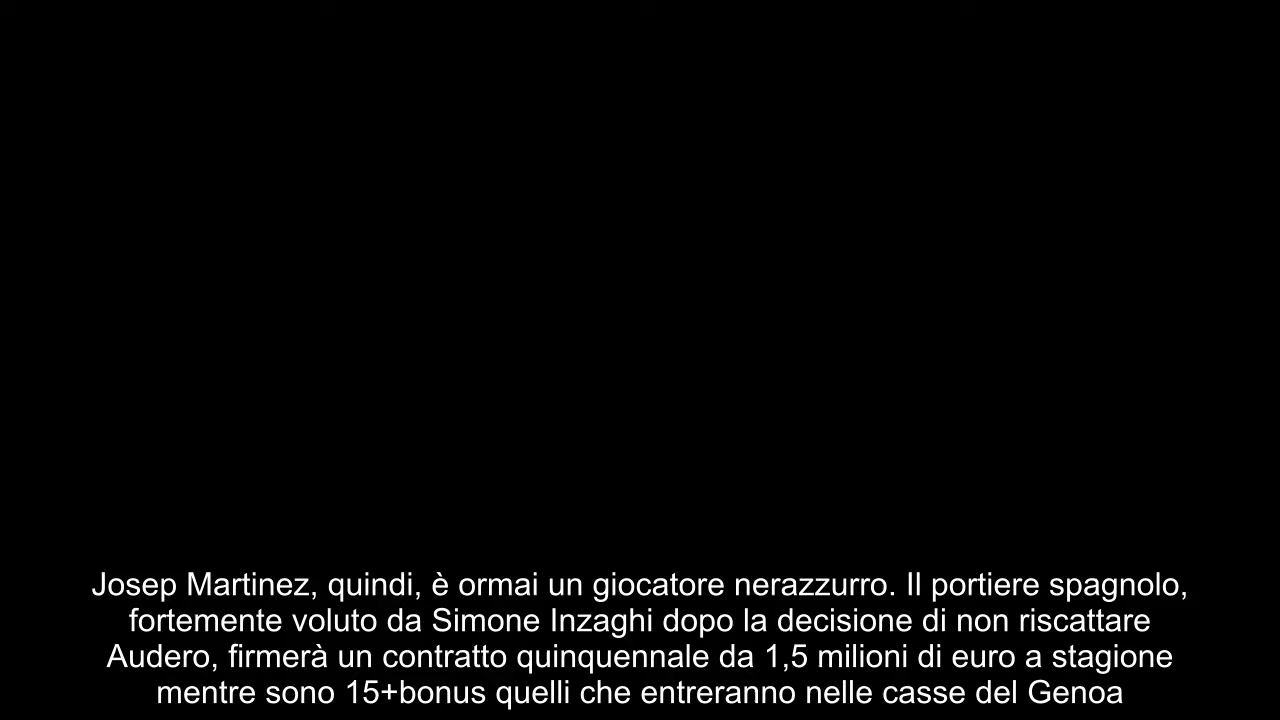 Josep Martinez, quindi, è ormai un giocatore nerazzurro. Il portiere spagnolo,
fortemente voluto da Simone Inzaghi dopo la decisione di non riscattare
Audero, firmerà un contratto quinquennale da 1,5 milioni di euro a stagione
mentre sono 15+bonus quelli che entreranno nelle casse del Genoa